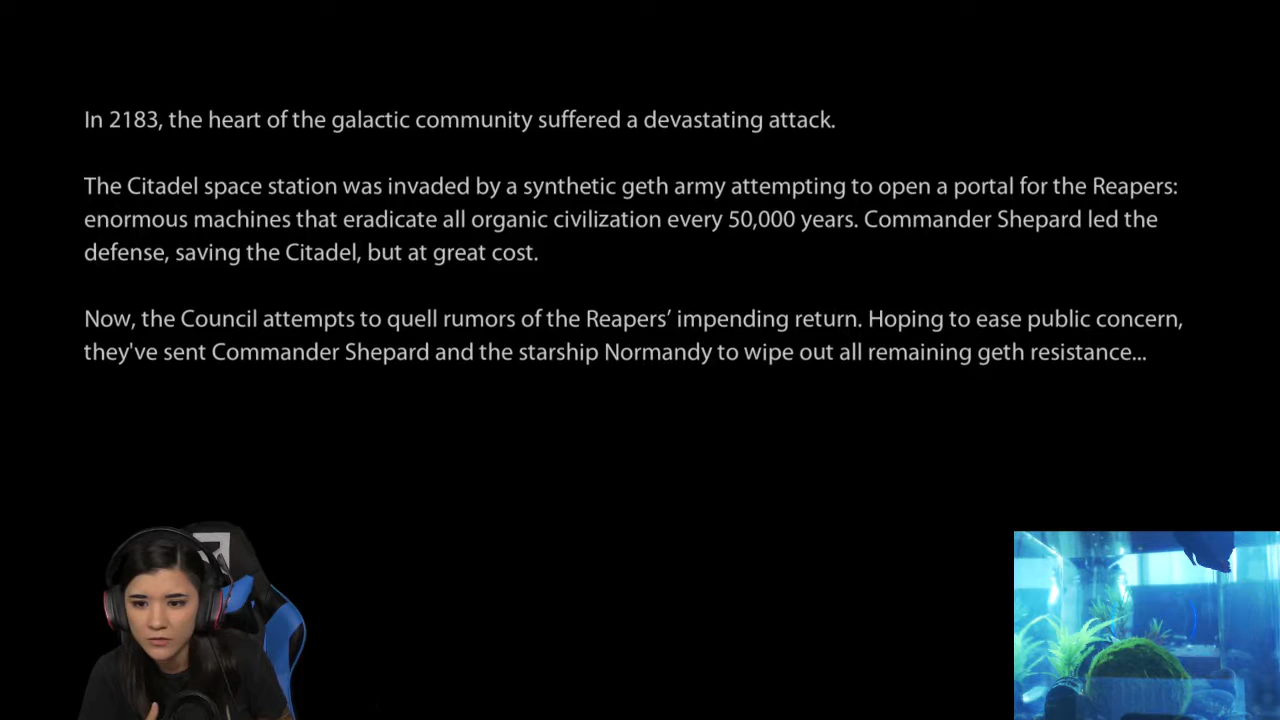 In 2183, the heart of the galactic community suffered a devastating attack.
The Citadel space station was invaded by a synthetic geth army attempting to open a portal for the Reapers:
enormous machines that eradicate all organic civilization every 50,000 years. Commander Shepard led the
defense, saving the Citadel, but at great cost.
Now, the Council attempts to quell rumors of the Reapers’ impending return. Hoping to ease public concern,
they've sent Commander Shepard and the starship Normandy to wipe out all remaining geth resistance...